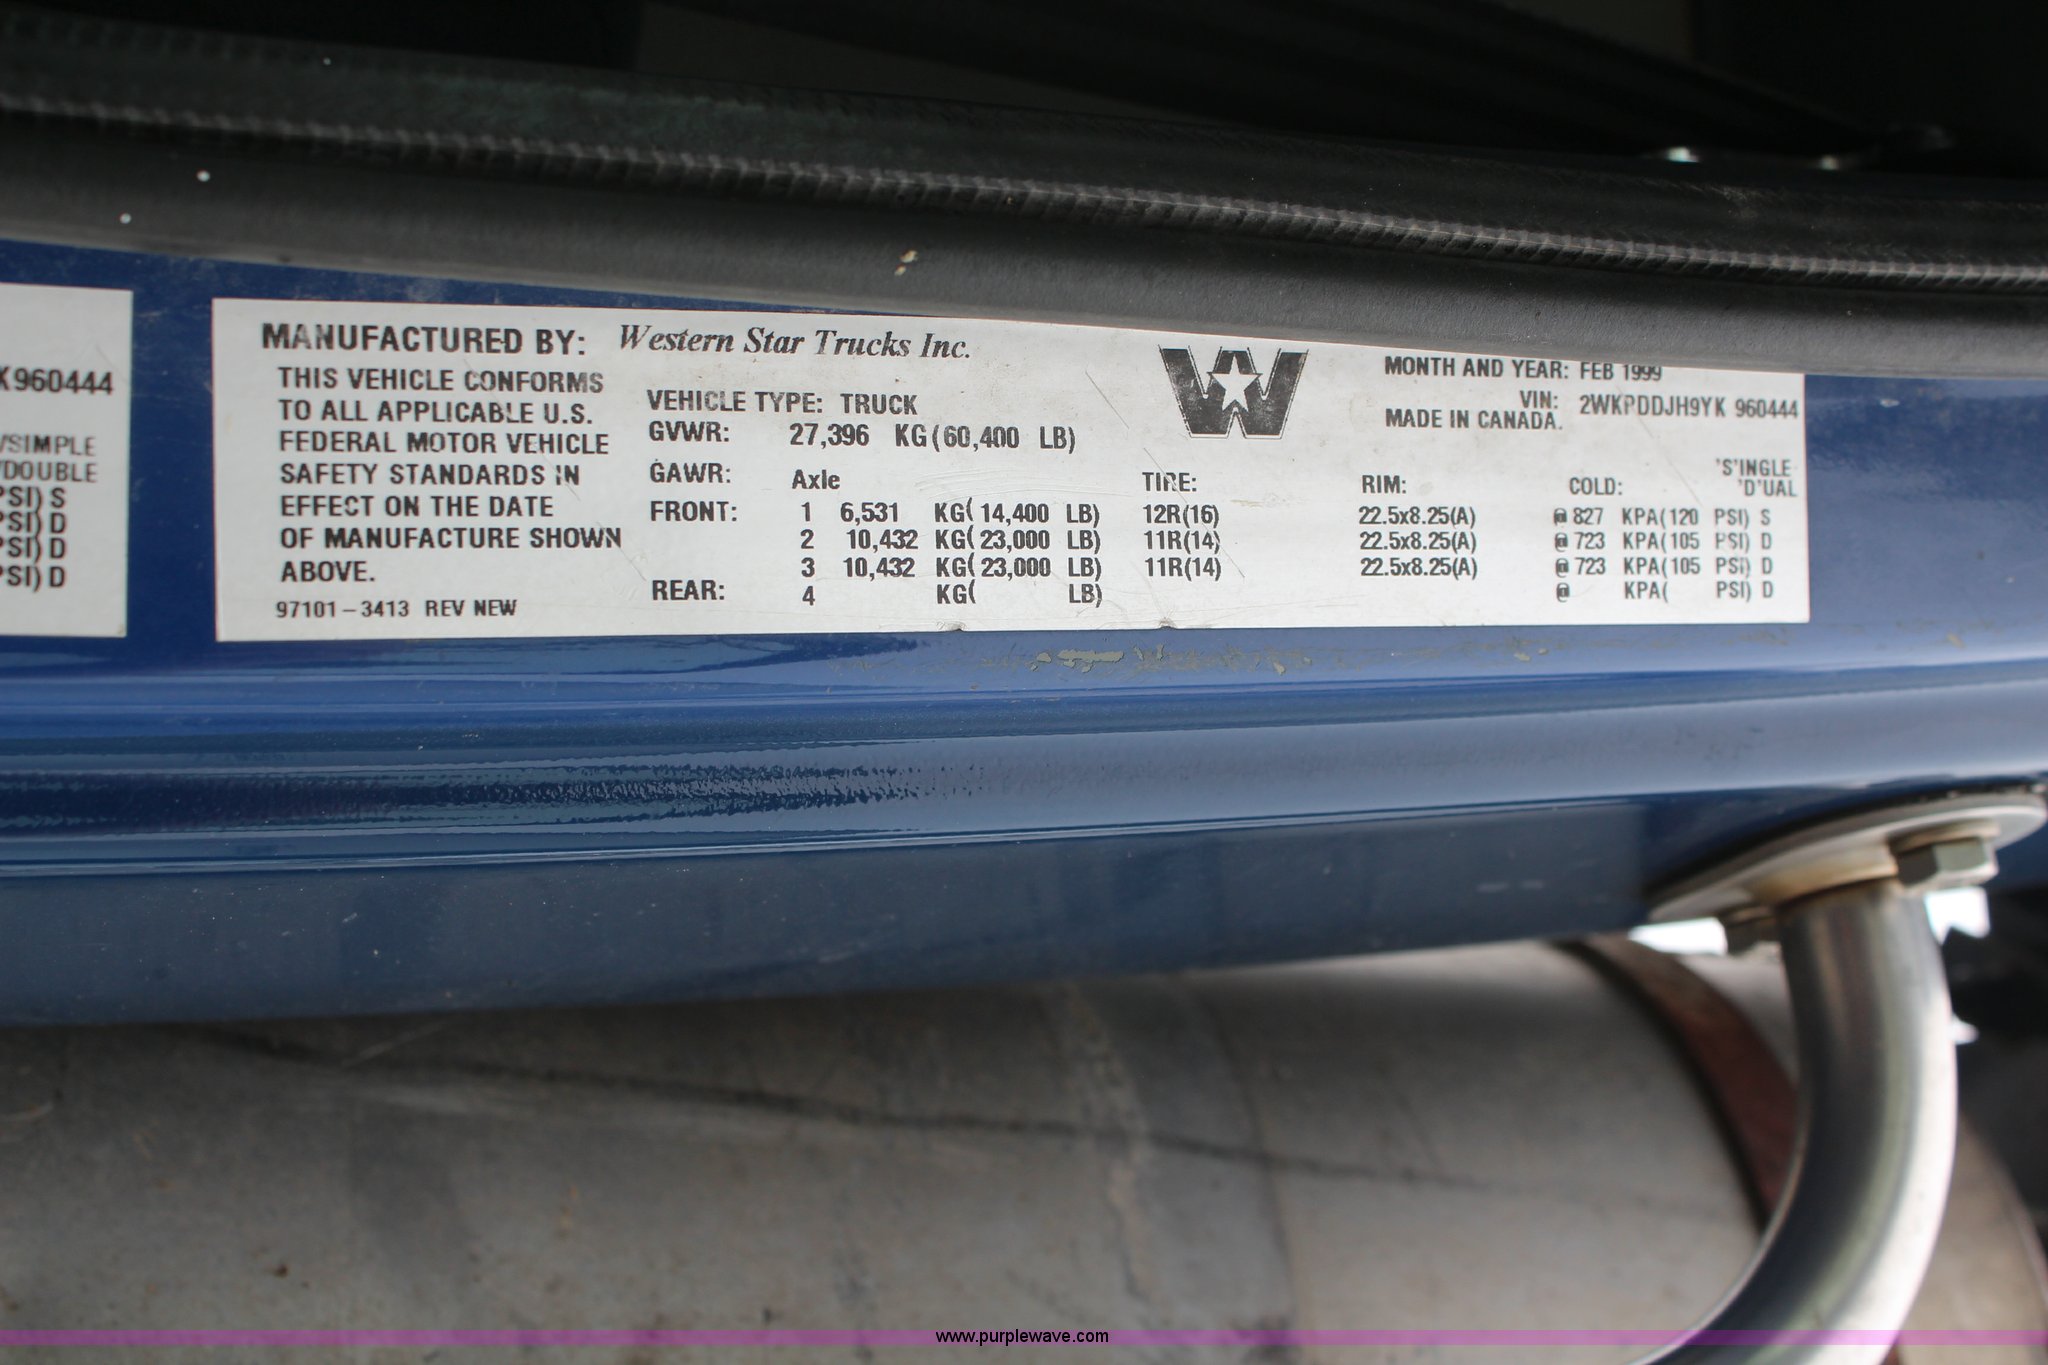 K960444
/SIMPLE
/DOUBLE
PSI) S
PSI) D
PSI) D
PSI) D
MANUFACTURED BY: Western Star Trucks Inc.
THIS VEHICLE CONFORMS
TO ALL APPLICABLE U.S.
FEDERAL MOTOR VEHICLE
SAFETY STANDARDS IN
EFFECT ON THE DATE
OF MANUFACTURE SHOWN
ABOVE.
97101-3413 REV NEW
VEHICLE TYPE: TRUCK
GVWR: 27,396 KG(60,400 LB)
W
MONTH AND YEAR: FEB 1999
VIN: 2WKPDDJH9YK 960444
MADE IN CANADA.
GAWR: Axle TIRE: RIM: COLD: 'S'INGLE
'D'UAL
FRONT: 1 6,531 KG(14,400 LB) 12R(16) 22.5x8.25(A) @ 827 KPA(120 PSI) S
2 10,432 KG(23,000 LB) 11R(14) 22.5x8.25(A) @ 723 KPA(105 PSI) D
3 10,432 KG(23,000 LB) 11R(14) 22.5x8.25(A) @ 723 KPA(105 PSI) D
REAR: 4 KG( LB) @ KPA( PSI) D
www.purplewave.com